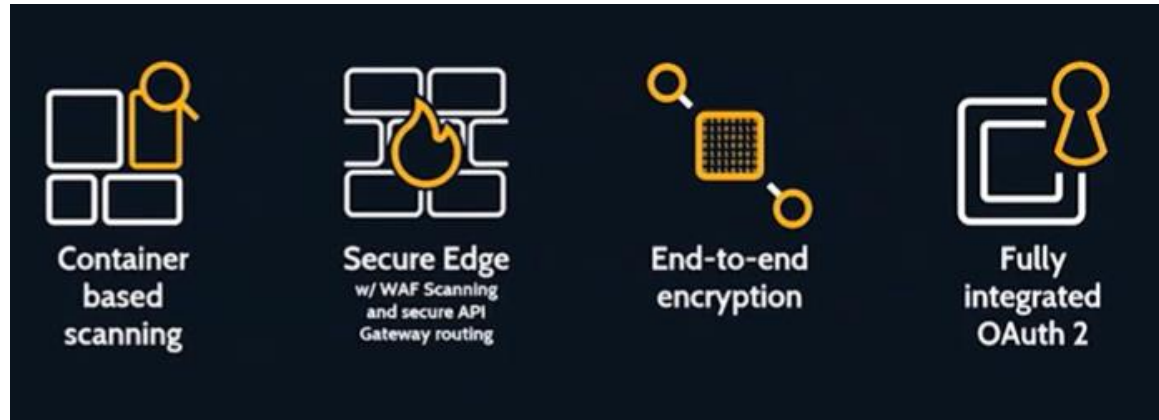 Container
based
scanning
Secure Edge
w/ WAF Scanning
and secure API
Gateway routing
End-to-end
encryption
Fully
integrated
OAuth 2